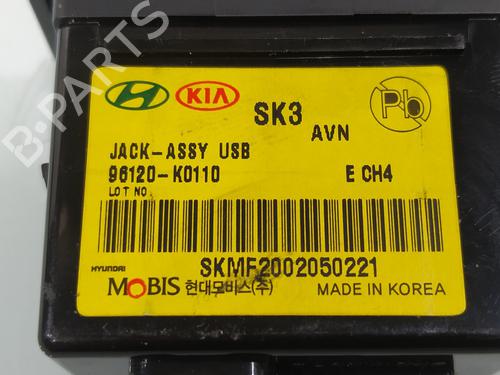 KIA
SK3
AVN
Pb
JACK-ASSY USB
96120-K0110
E CH4
LOT NO.
SKMF2002050221
HYUNDAI
MOBIS 현대모비스(주)
MADE IN KOREA
B-PARTS